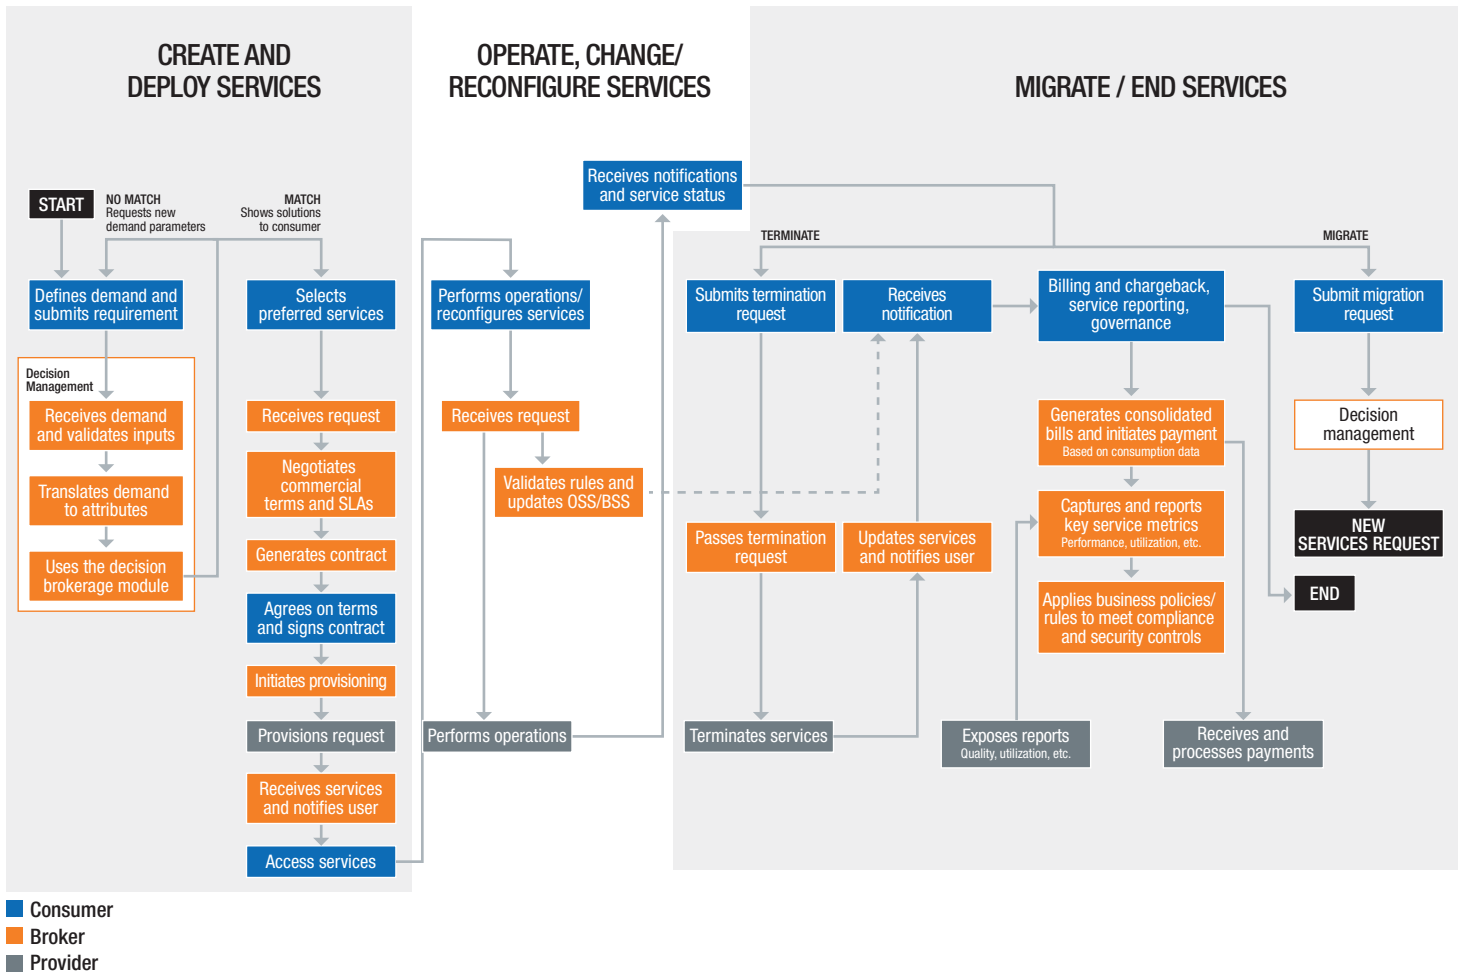 CREATE AND
DEPLOY SERVICES
OPERATE, CHANGE/
RECONFIGURE SERVICES
MIGRATE / END SERVICES
START
NO MATCH
Requests new
demand parameters
MATCH
Shows solutions
to consumer
Defines demand and
submits requirement
Decision
Management
Receives demand
and validates inputs
Translates demand
to attributes
Uses the decision
brokerage module
Selects
preferred services
Receives request
Negotiates
commercial
terms and SLAs
Generates contract
Agrees on terms
and signs contract
Initiates provisioning
Provisions request
Receives services
and notifies user
Access services
Receives notifications
and service status
Performs operations/
reconfigures services
Receives request
Validates rules and
updates OSS/BSS
Performs operations
TERMINATE
MIGRATE
Submits termination
request
Passes termination
request
Terminates services
Receives
notification
Updates services
and notifies user
Billing and chargeback,
service reporting,
governance
Generates consolidated
bills and initiates payment
Based on consumption data
Captures and reports
key service metrics
Performance, utilization, etc.
Applies business policies/
rules to meet compliance
and security controls
Exposes reports
Quality, utilization, etc.
Receives and
processes payments
Submit migration
request
Decision
management
NEW
SERVICES REQUEST
END
Consumer
Broker
Provider